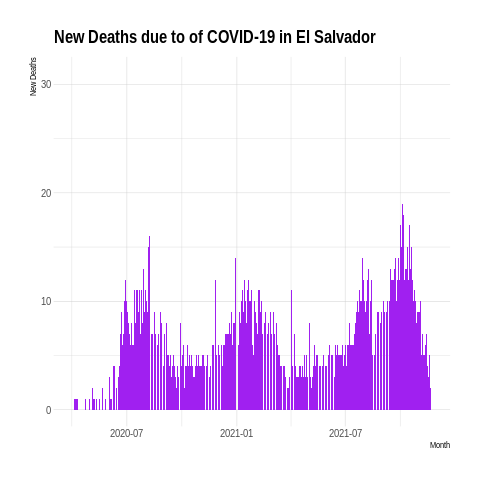 New Deaths due to of COVID-19 in El Salvador
New Deaths
30
20
10
0
2020-07
2021-01
2021-07
Month